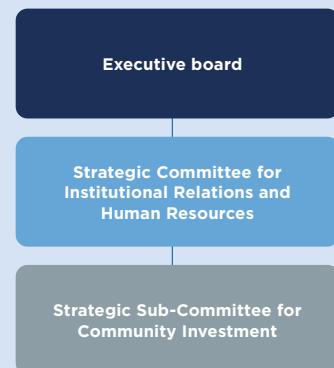 Executive board
Strategic Committee for
Institutional Relations and
Human Resources
Strategic Sub-Committee for
Community Investment